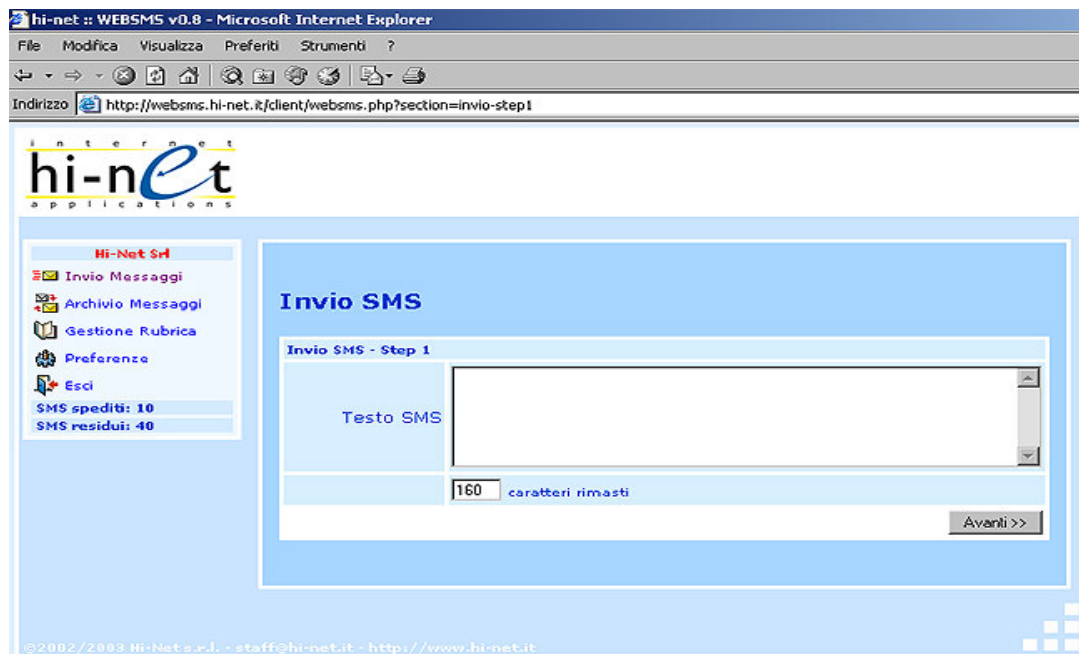 hi-net :: WEBSMS v0.8 - Microsoft Internet Explorer
File Modifica Visualizza Preferiti Strumenti ?
Indirizzo http://websms.hi-net.it/client/websms.php?section=invio-step1
internet
hi-net
applications
Hi-Net Srl
Invio Messaggi
Archivio Messaggi
Gestione Rubrica
Preferenze
Esci
SMS spediti: 10
SMS residui: 40
Invio SMS
Invio SMS - Step 1
Testo SMS
160 caratteri rimasti
Avanti >>
©2002/2003 Hi-Net s.r.l. - staff@hi-net.it - http://www.hi-net.it